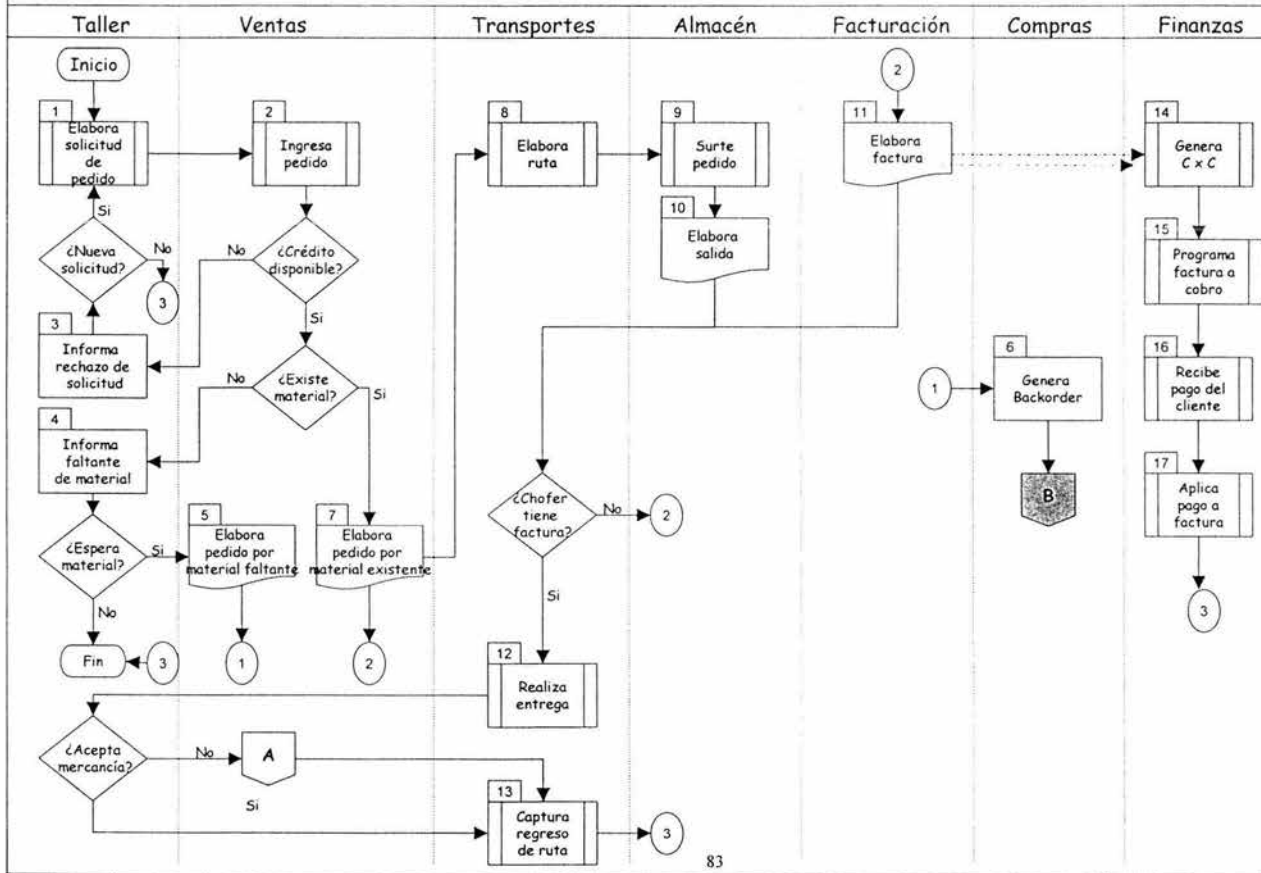 Taller
Ventas
Transportes
Almacén
Facturación
Compras
Finanzas
Inicio
2
1
Elabora
solicitud
de
pedido
2
Ingresa
pedido
8
Elabora
ruta
9
Surte
pedido
11
Elabora
factura
14
Genera
C x C
Si
¿Nueva
solicitud?
No
3
No
¿Crédito
disponible?
Si
10
Elabora
salida
15
Programa
factura a
cobro
3
Informa
rechazo de
solicitud
No
¿Existe
material?
Si
6
Genera
Backorder
1
16
Recibe
pago del
cliente
4
Informa
faltante
de material
¿Chofer
tiene
factura?
No
2
B
17
Aplica
pago a
factura
¿Espera
material?
Si
5
Elabora
pedido por
material faltante
7
Elabora
pedido por
material existente
No
Si
3
Fin
3
1
2
12
Realiza
entrega
¿Acepta
mercancía?
No
A
Si
13
Captura
regreso
de ruta
3
83